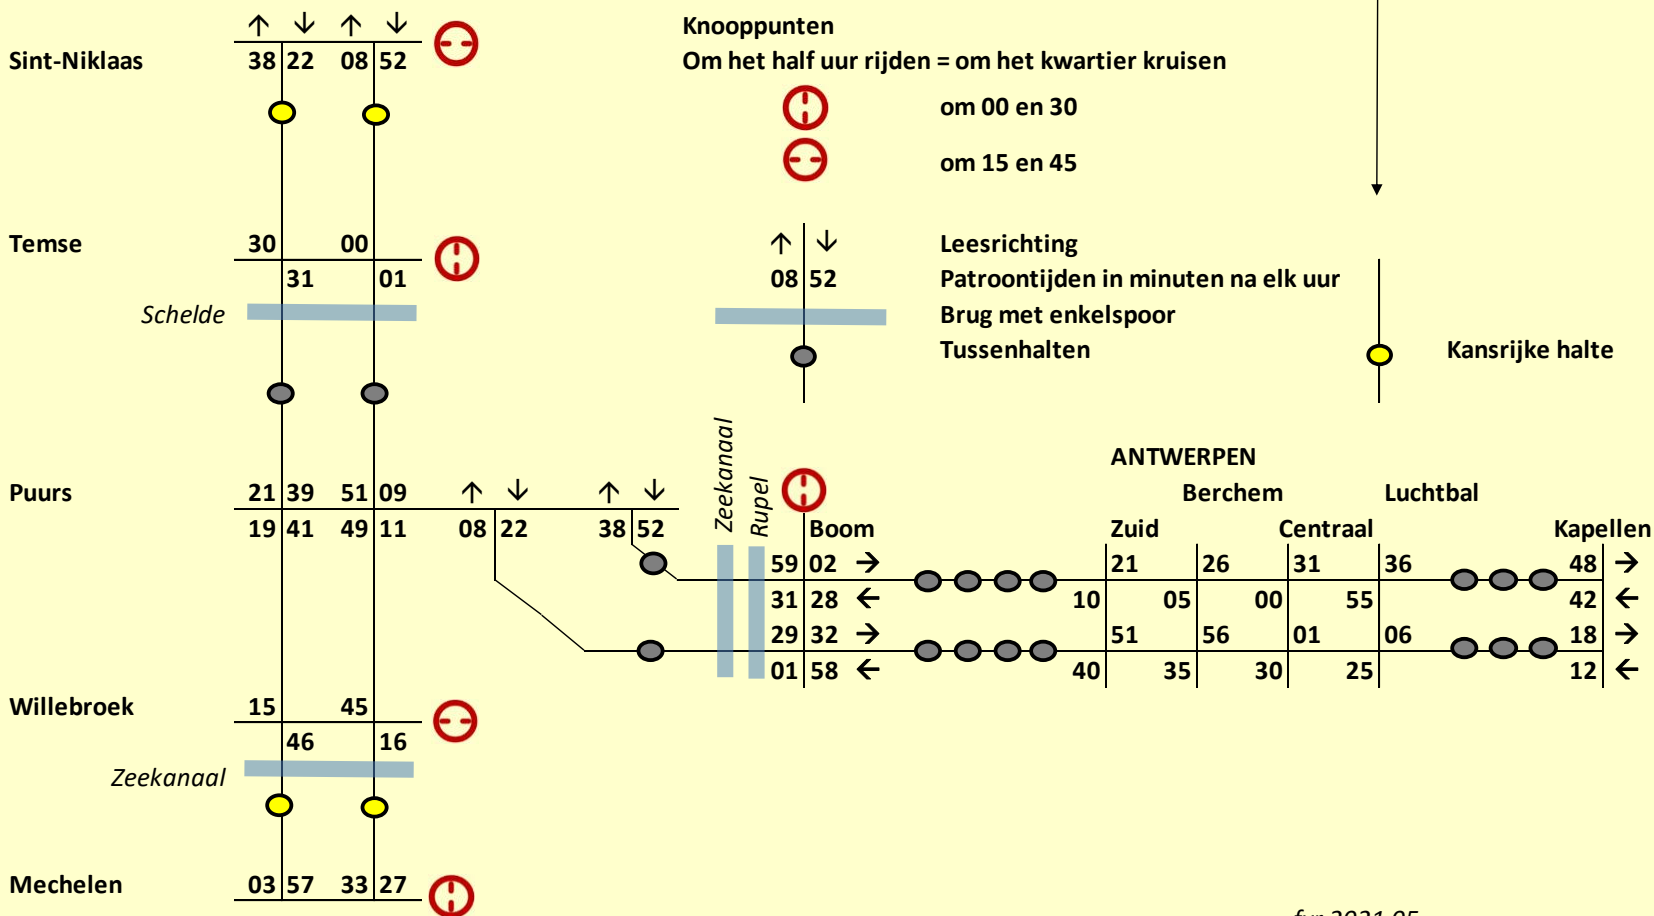 ↑ ↓ ↑ ↓ Knooppunten
Sint-Niklaas 38 22 08 52 Om het half uur rijden = om het kwartier kruisen
om 00 en 30
om 15 en 45
Temse 30 00 ↑ ↓ Leesrichting
31 01 08 52 Patroontijden in minuten na elk uur
Schelde Brug met enkelspoor
Tussenhalten Kansrijke halte
Zeekanaal
Rupel
ANTWERPEN
Puurs 21 39 51 09 ↑ ↓ ↑ ↓ Berchem Luchtbal
19 41 49 11 08 22 38 52 Boom Zuid Centraal Kapellen
59 02 → 21 26 31 36 48 →
31 28 ← 10 05 00 55 42 ←
29 32 → 51 56 01 06 18 →
01 58 ← 40 35 30 25 12 ←
Willebroek 15 45
46 16
Zeekanaal
Mechelen 03 57 33 27